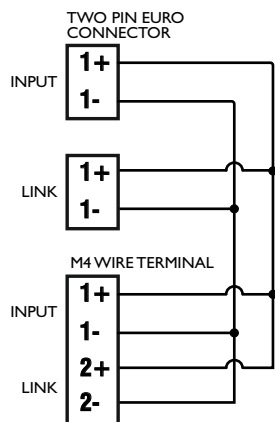 TWO PIN EURO
CONNECTOR
INPUT
1+
1-
LINK
1+
1-
M4 WIRE TERMINAL
INPUT
1+
1-
LINK
2+
2-